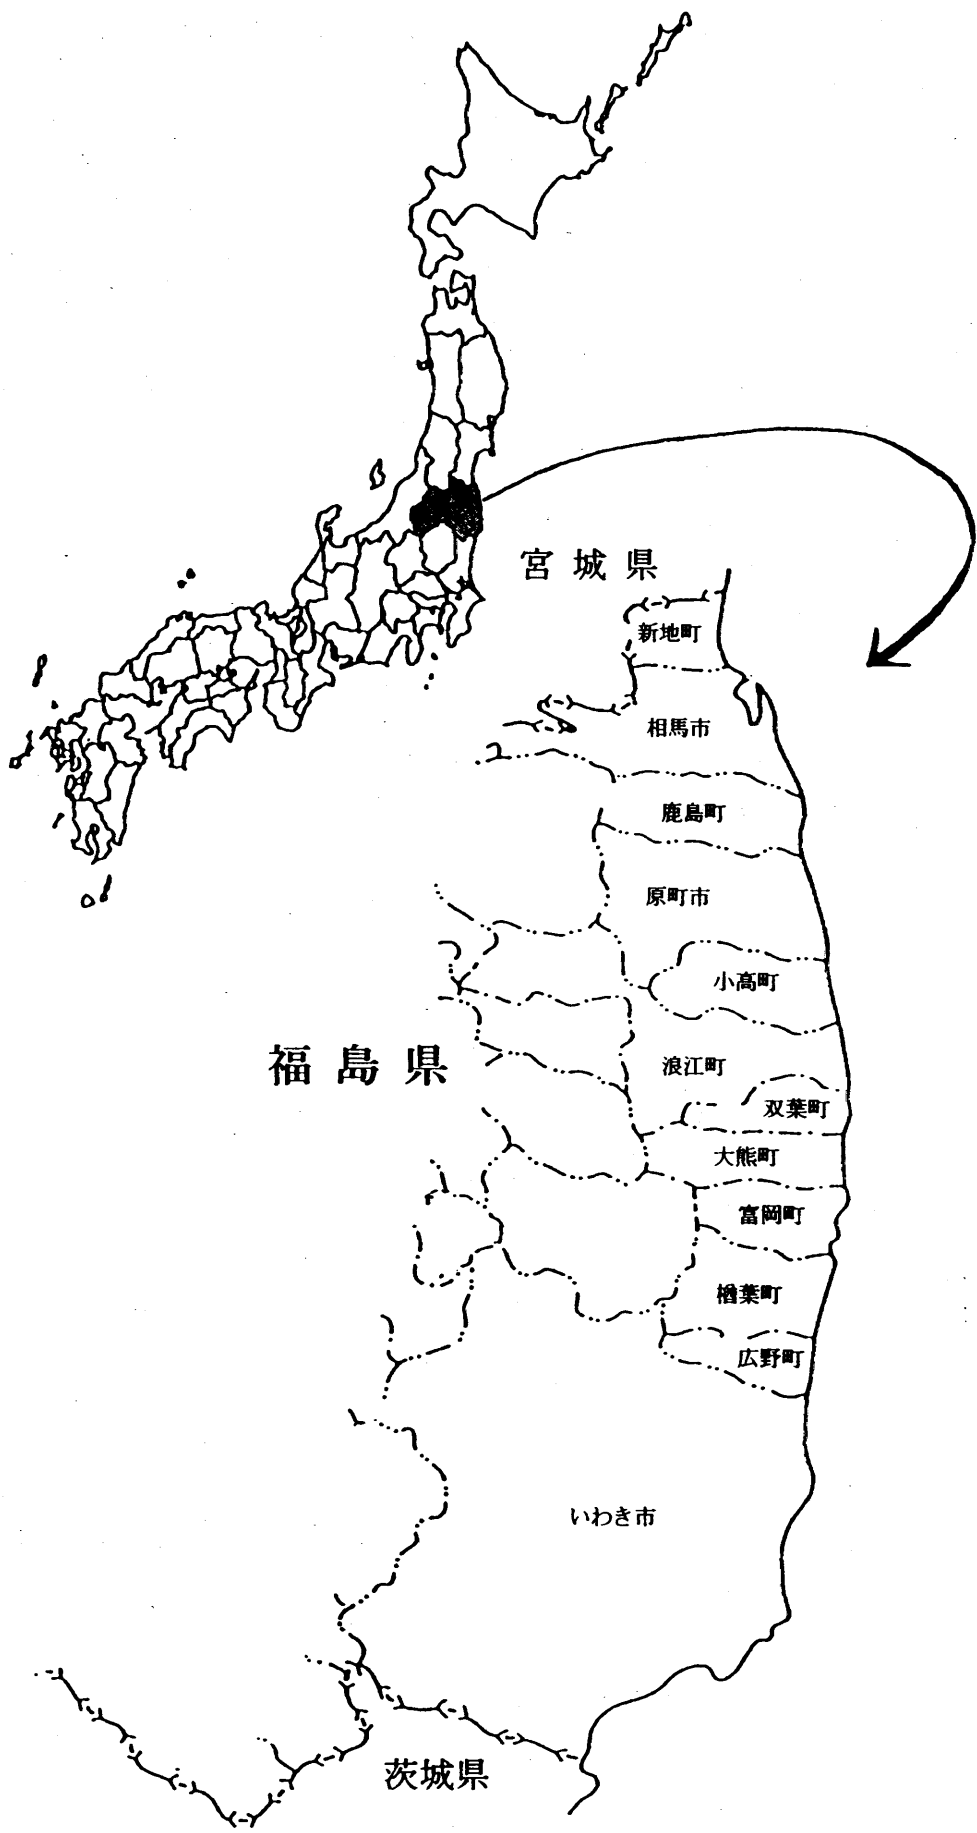 宮城県
新地町
相馬市
鹿島町
原町市
小高町
福島県
浪江町
双葉町
大熊町
富岡町
楢葉町
広野町
いわき市
茨城県